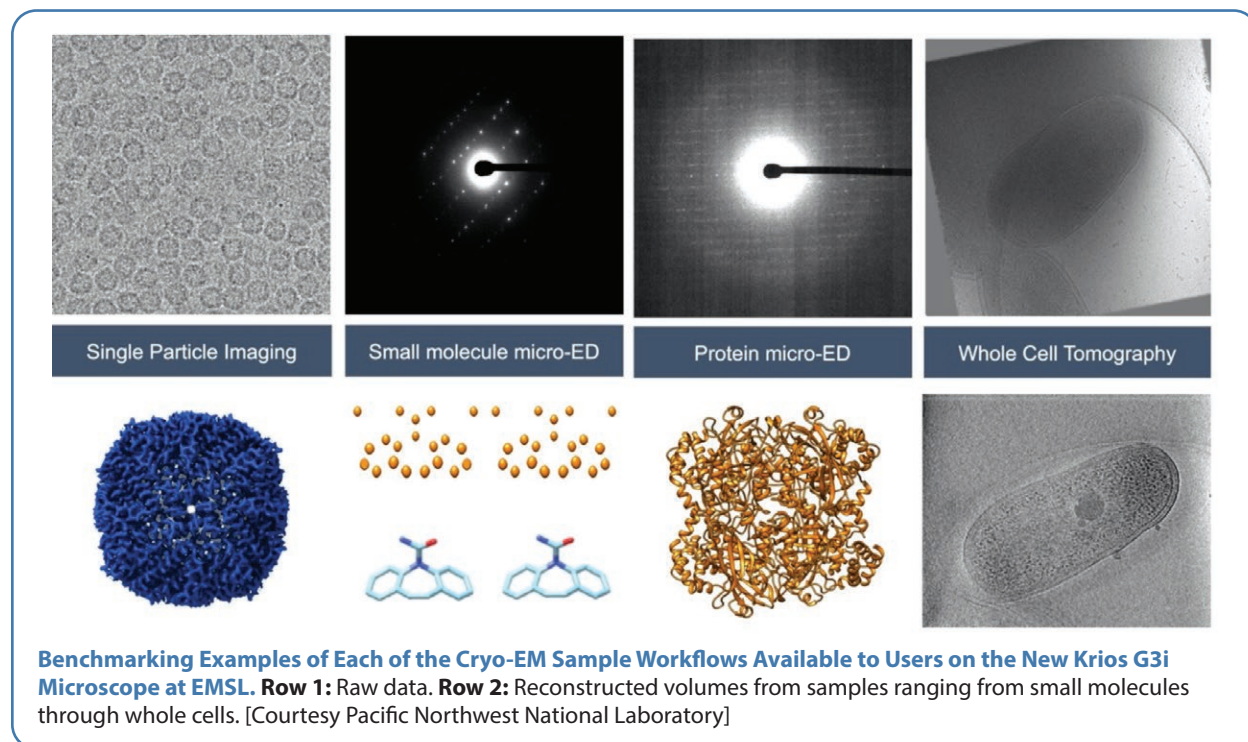 Single Particle Imaging
Small molecule micro-ED
Protein micro-ED
Whole Cell Tomography
Benchmarking Examples of Each of the Cryo-EM Sample Workflows Available to Users on the New Krios G3i
Microscope at EMSL. Row 1: Raw data. Row 2: Reconstructed volumes from samples ranging from small molecules
through whole cells. [Courtesy Pacific Northwest National Laboratory]